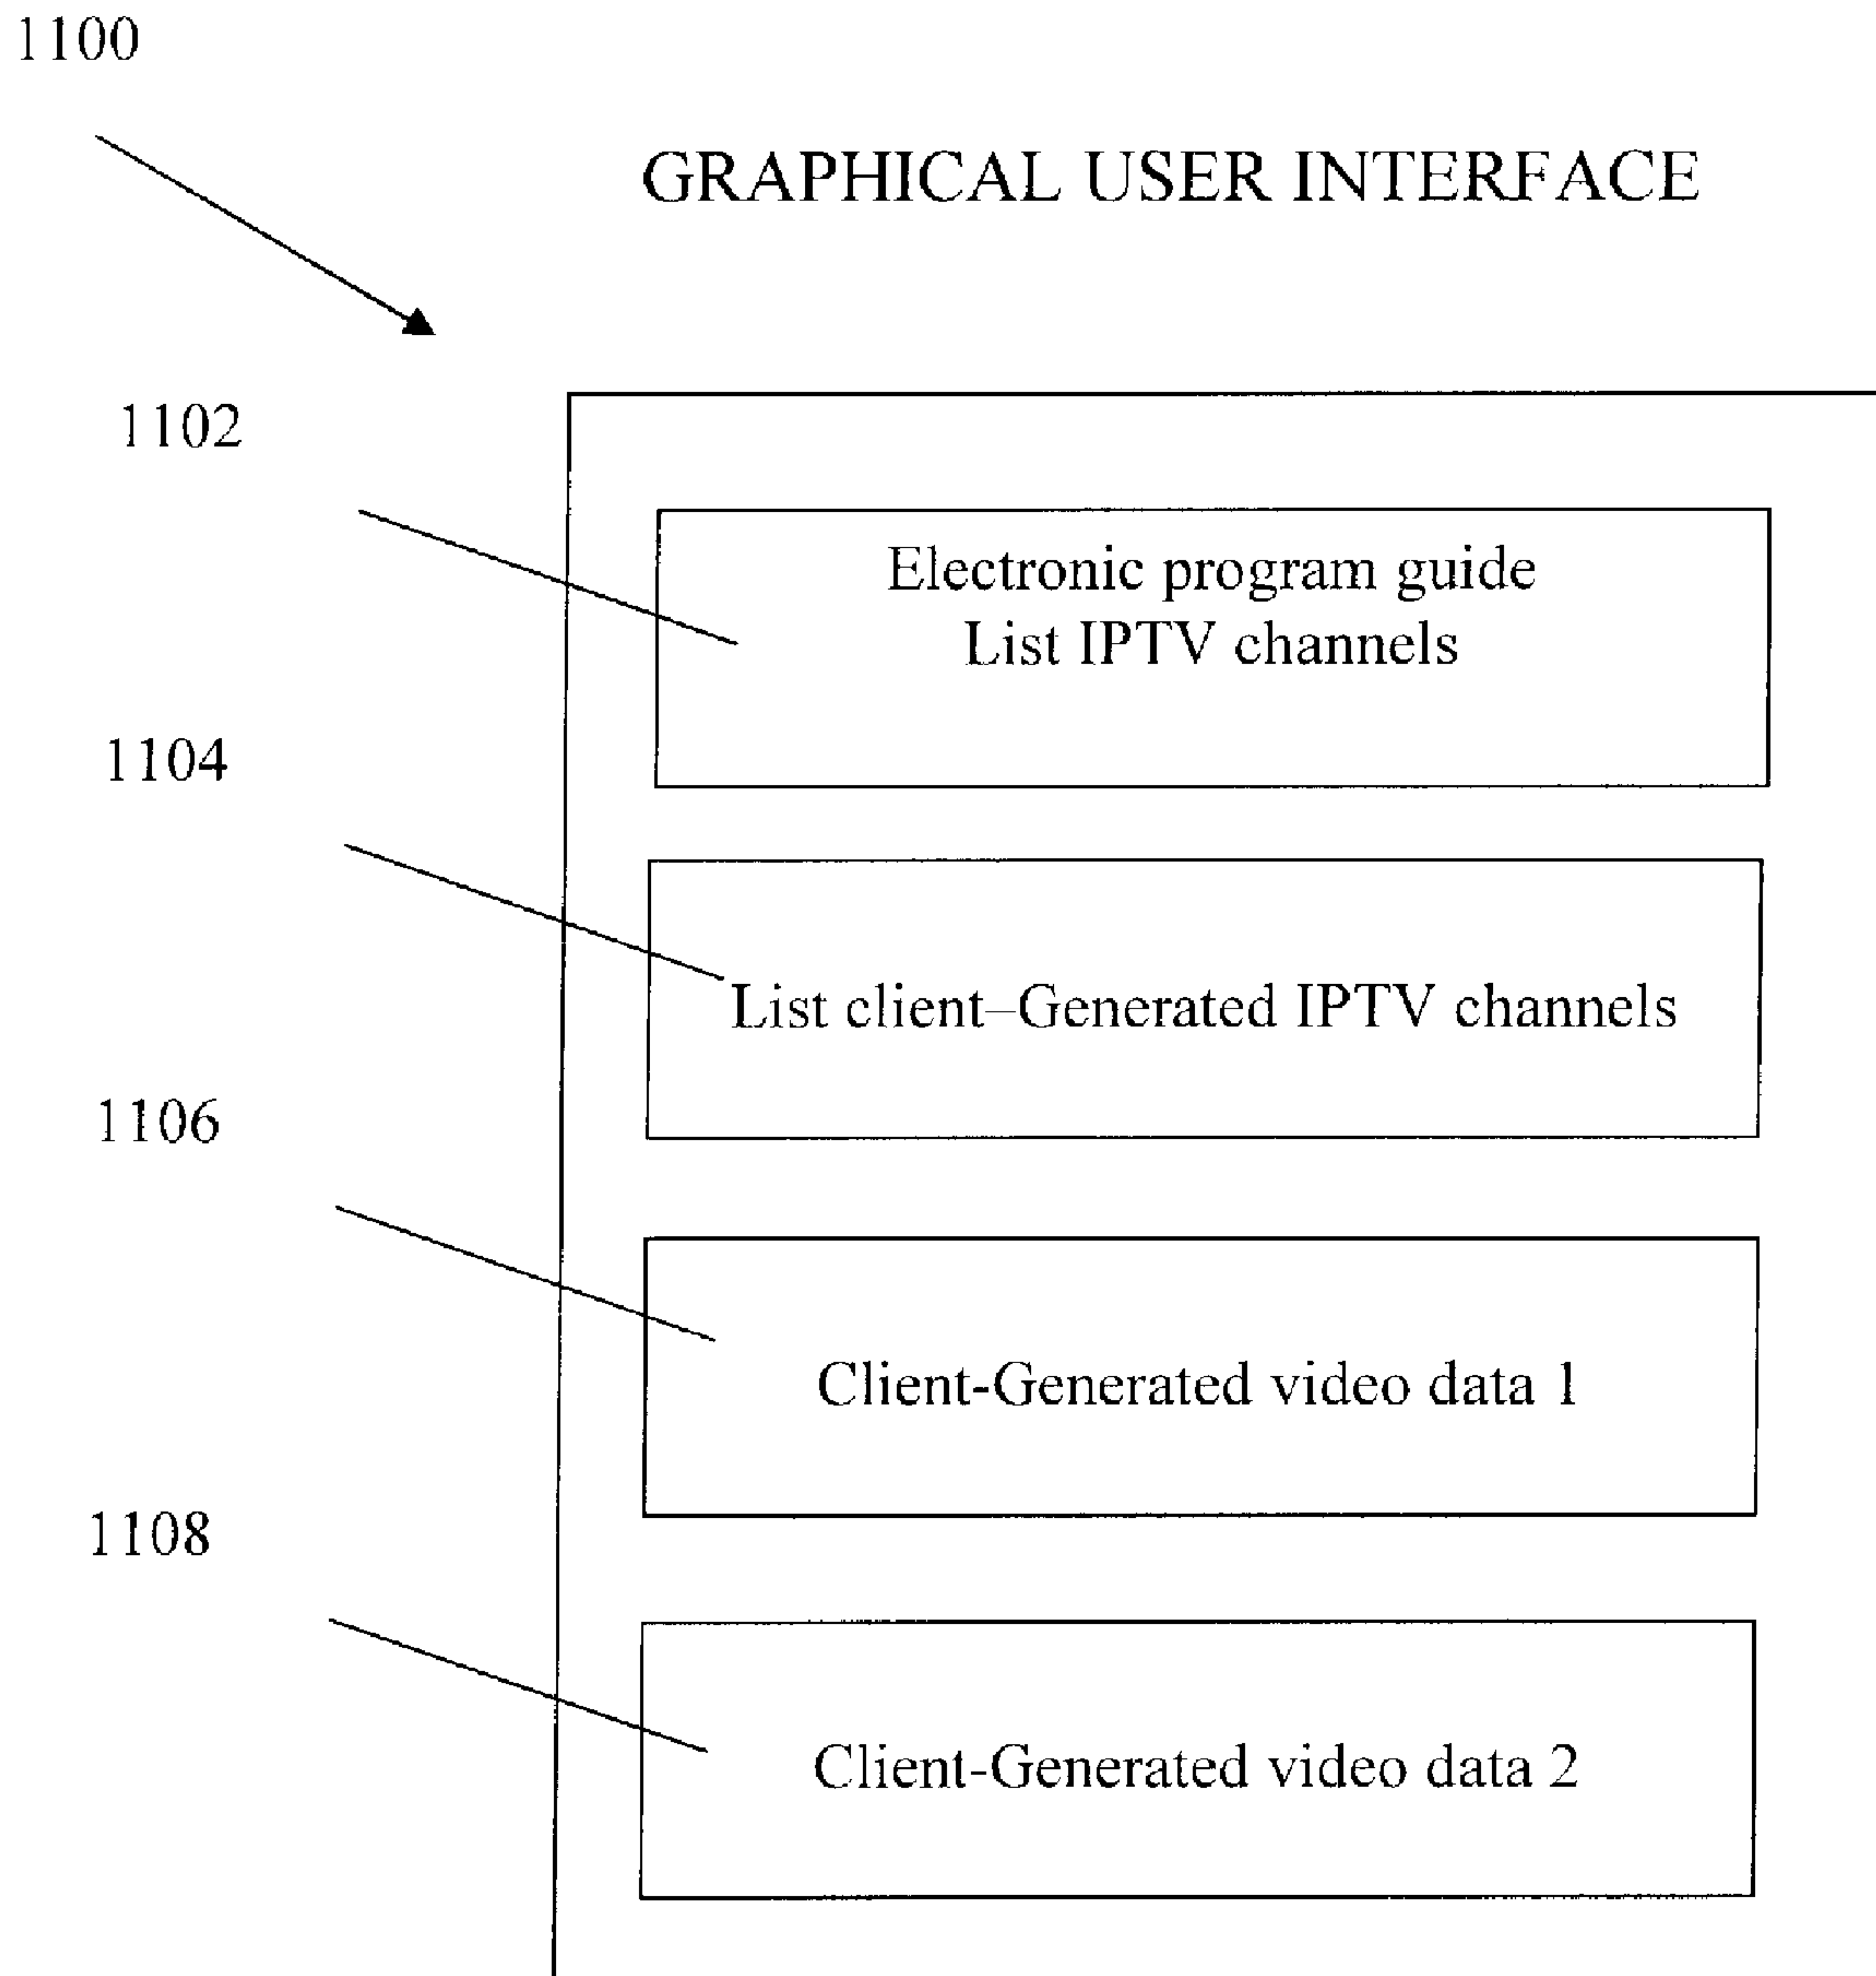 1100
GRAPHICAL USER INTERFACE
1102
Electronic program guide
List IPTV channels
1104
List client–Generated IPTV channels
1106
Client-Generated video data 1
1108
Client-Generated video data 2